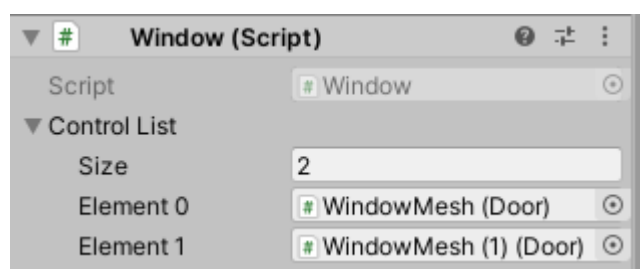 Window (Script)
Script Window
Control List
Size 2
Element 0 WindowMesh (Door)
Element 1 WindowMesh (1) (Door)